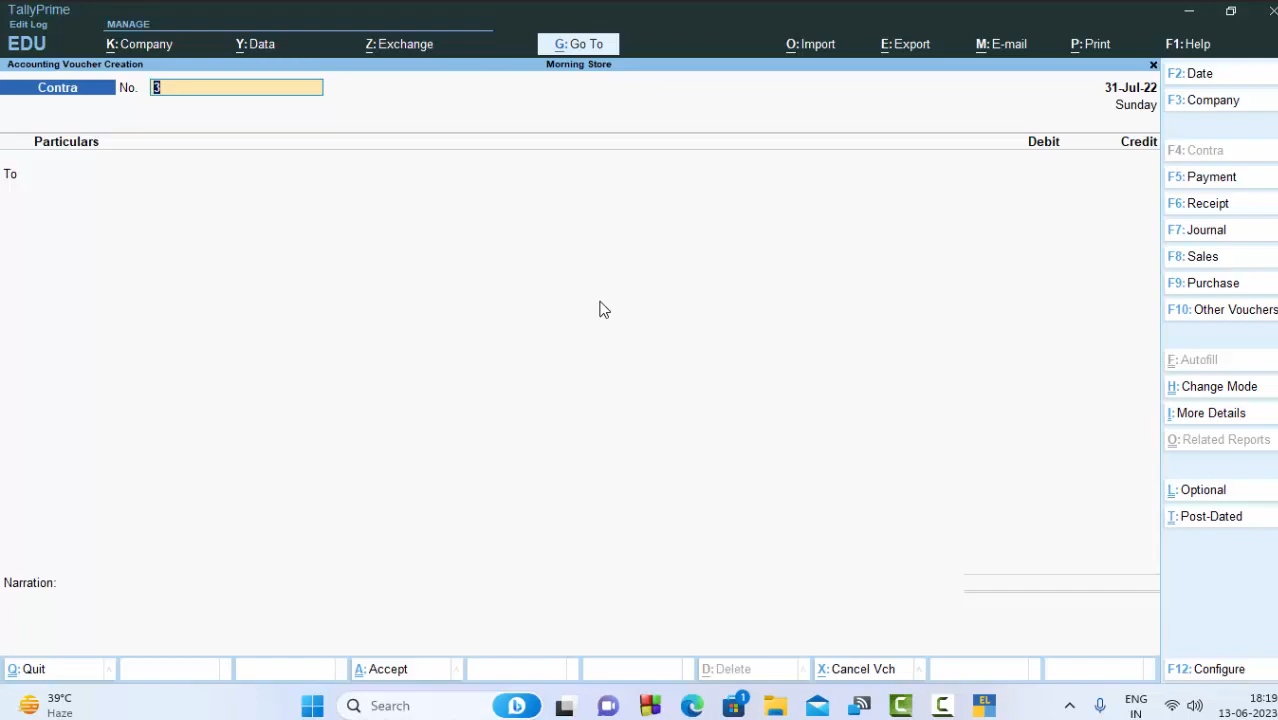 TallyPrime
Edit Log
EDU
MANAGE
K: Company
Y: Data
Z: Exchange
G: Go To
O: Import
E: Export
M: E-mail
P: Print
F1: Help
Accounting Voucher Creation
Morning Store
x
Contra
No.
3
31-Jul-22
Sunday
Particulars
Debit
Credit
To
Narration:
F2: Date
F3: Company
F4: Contra
F5: Payment
F6: Receipt
F7: Journal
F8: Sales
F9: Purchase
F10: Other Vouchers
F: Autofill
H: Change Mode
I: More Details
O: Related Reports
L: Optional
T: Post-Dated
Q: Quit
A: Accept
D: Delete
X: Cancel Vch
F12: Configure
39°C
Haze
Search
1
EL
ENG
IN
18:19
13-06-2023